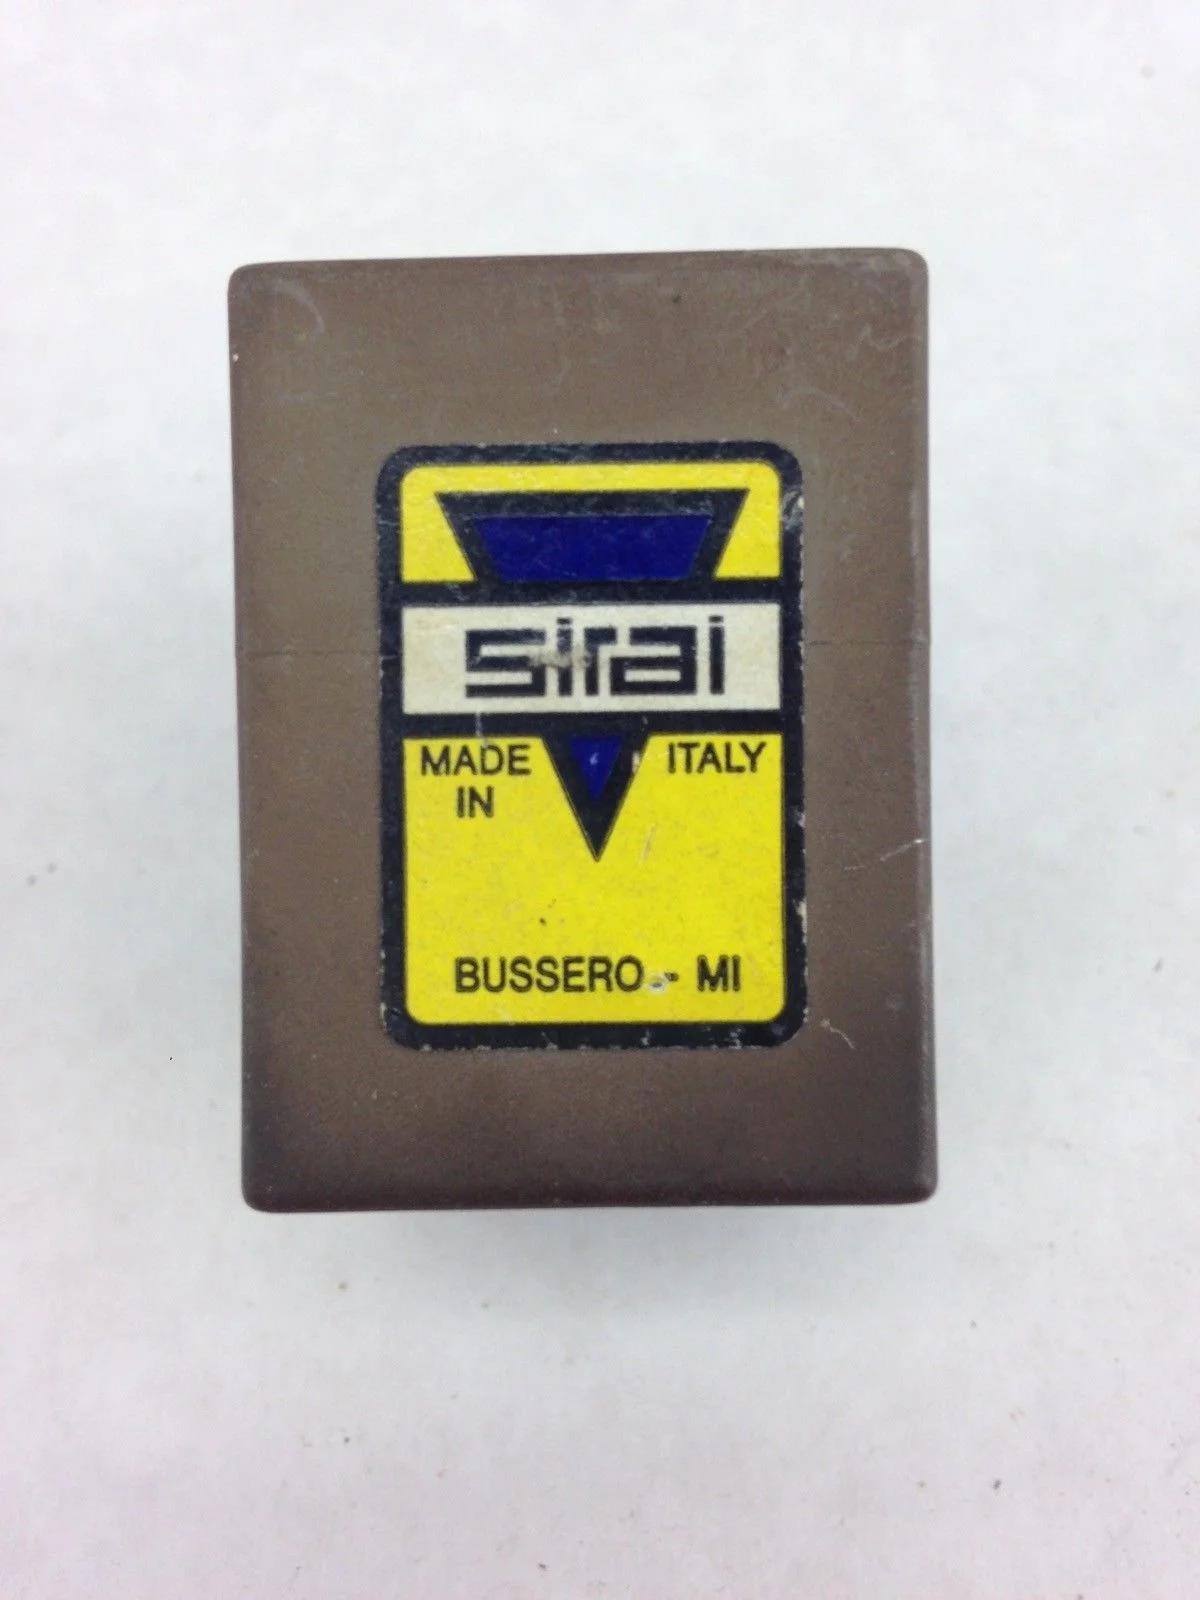 sirai
MADE ITALY
IN
BUSSERO - MI